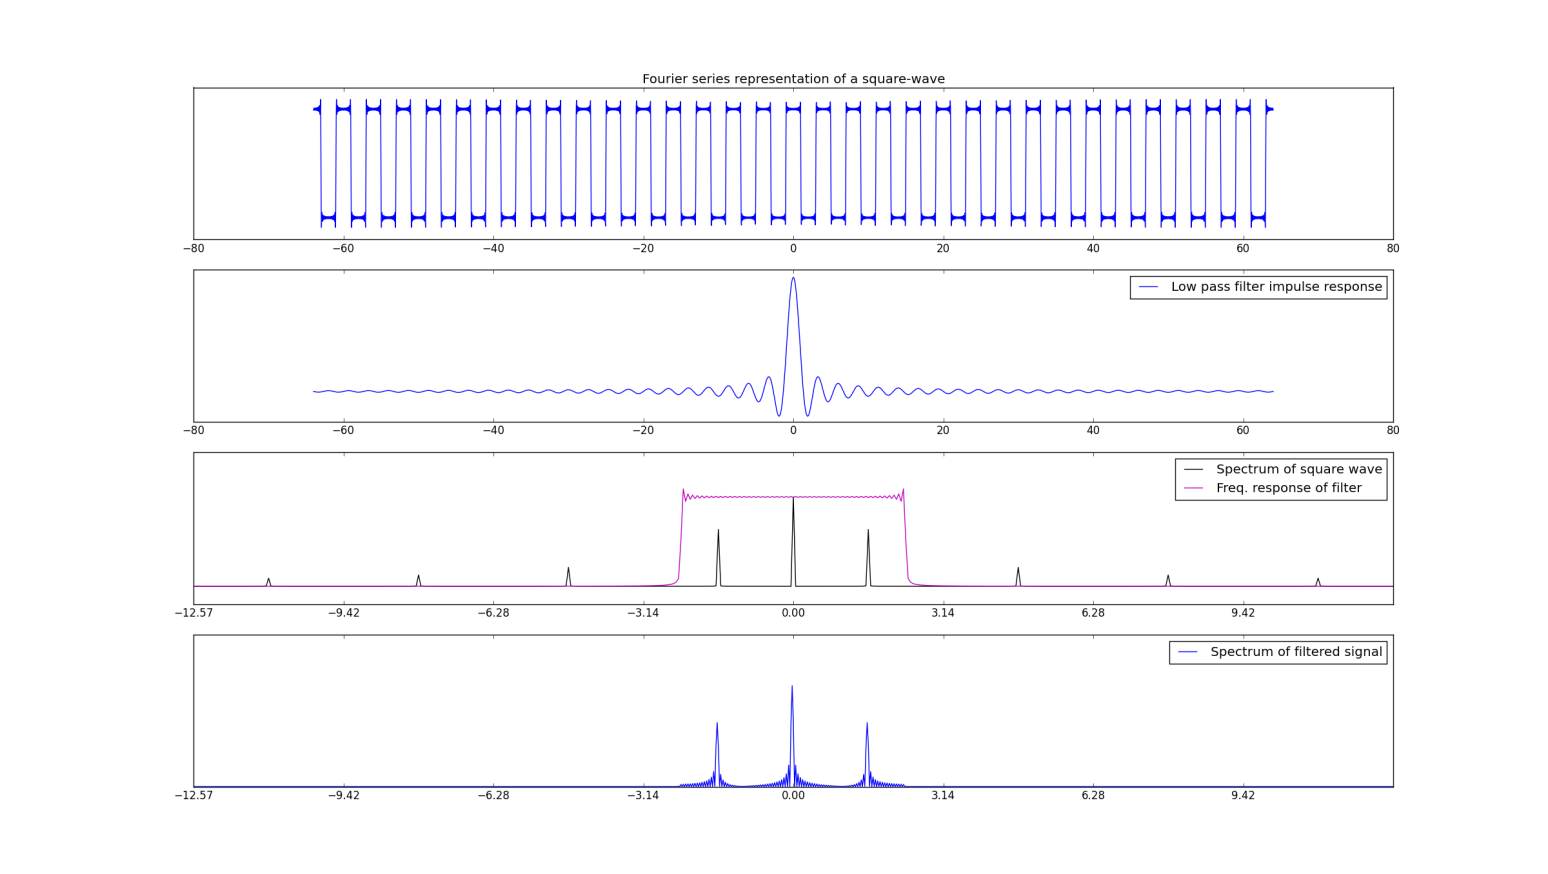 Fourier series representation of a square-wave
−80 −60 −40 −20 0 20 40 60 80
Low pass filter impulse response
−80 −60 −40 −20 0 20 40 60 80
Spectrum of square wave
Freq. response of filter
−12.57 −9.42 −6.28 −3.14 0.00 3.14 6.28 9.42
Spectrum of filtered signal
−12.57 −9.42 −6.28 −3.14 0.00 3.14 6.28 9.42